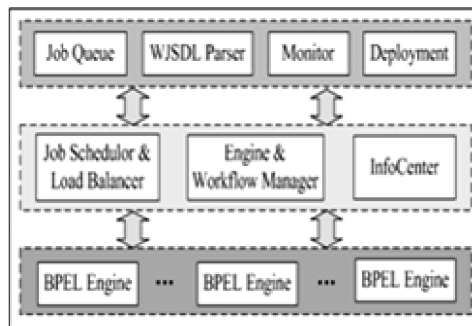 Job Queue
WJSDL Parser
Monitor
Deployment
Job Schedulor &
Load Balancer
Engine &
Workflow Manager
InfoCenter
BPEL Engine
...
BPEL Engine
...
BPEL Engine